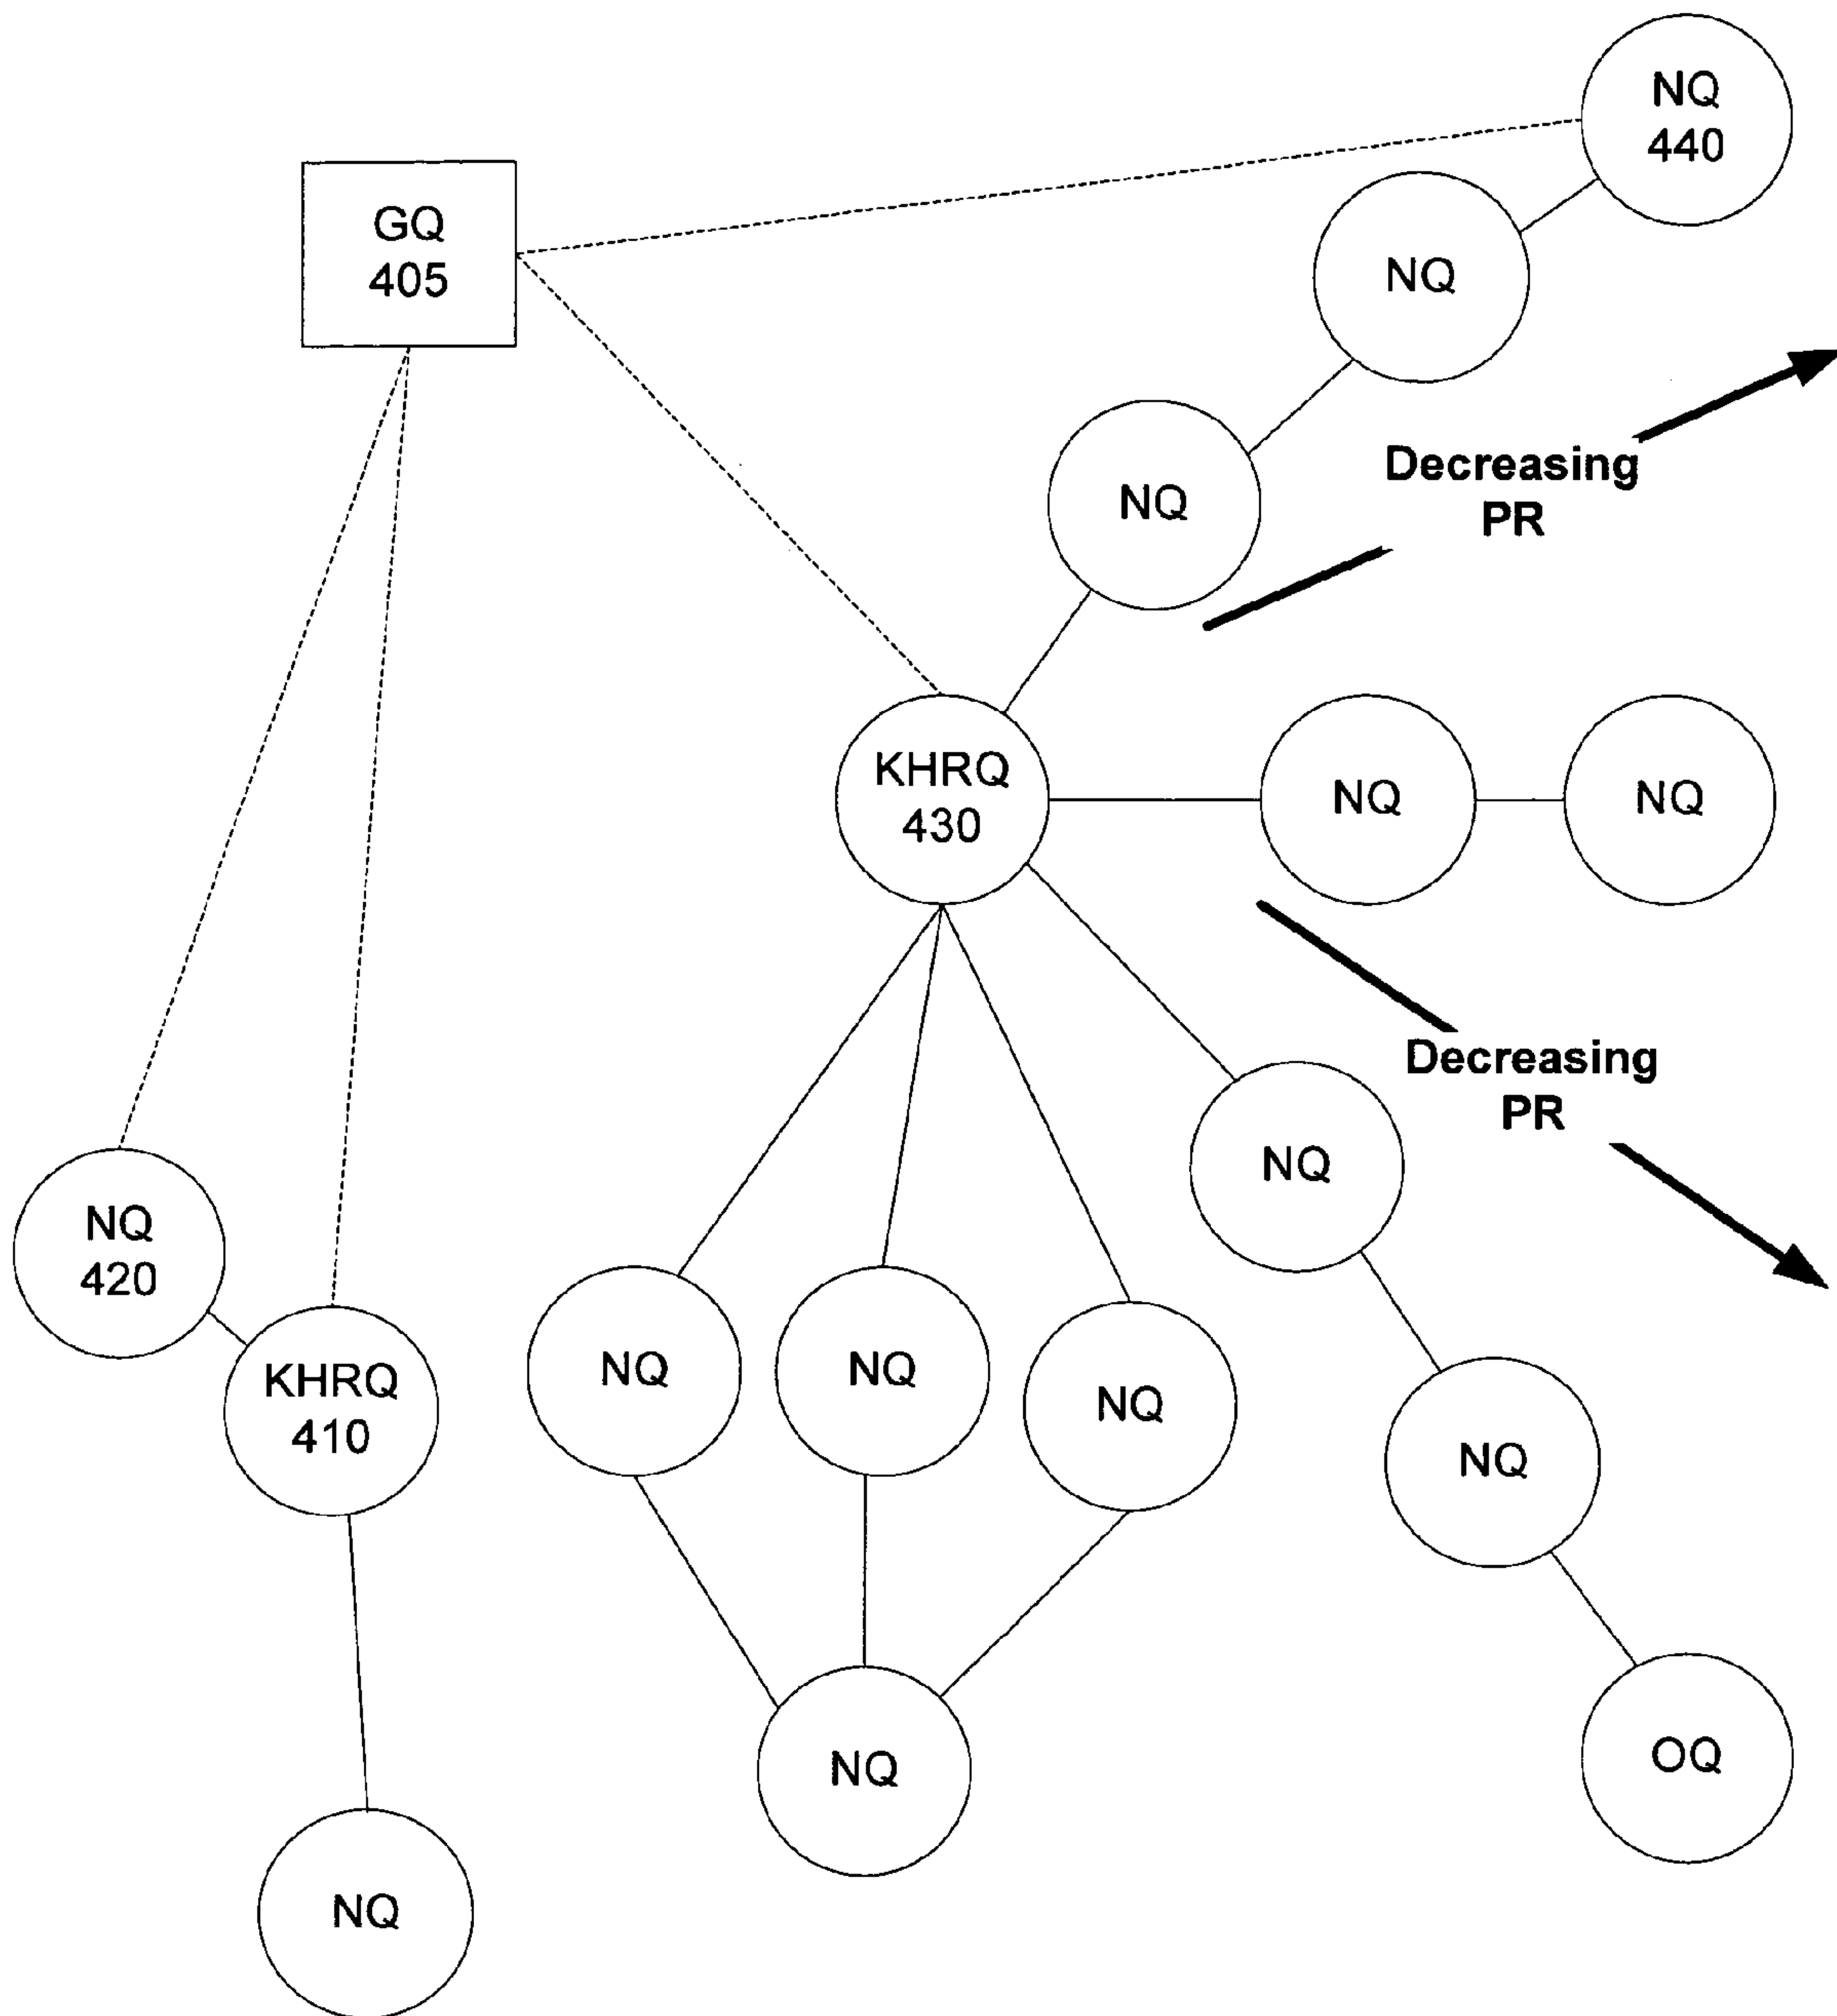 NQ
440
GQ
405
NQ
Decreasing
PR
NQ
KHRQ
430
NQ
NQ
Decreasing
PR
NQ
NQ
420
KHRQ
410
NQ
NQ
NQ
NQ
NQ
OQ
NQ